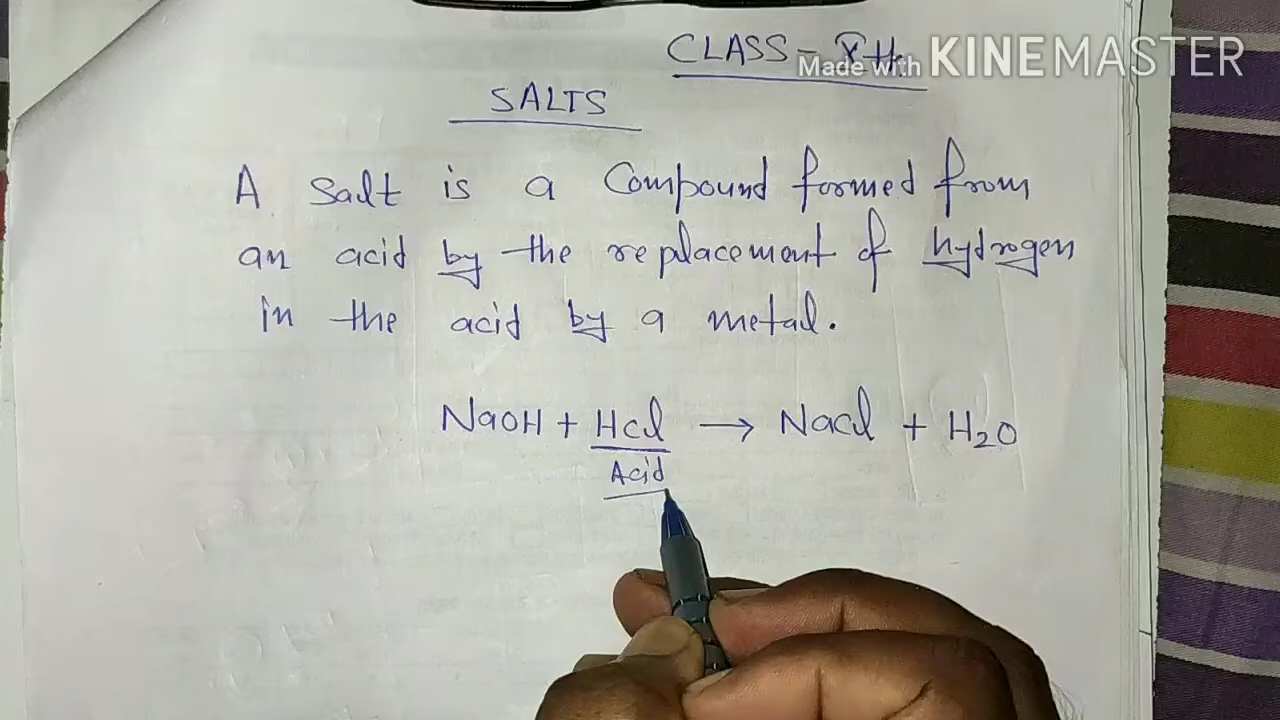 CLASS - Xth
Made with KINEMASTER
SALTS
A salt is a compound formed from
an acid by the replacement of hydrogen
in the acid by a metal.
NaOH + Hcl → Nacl + H₂O
Acid